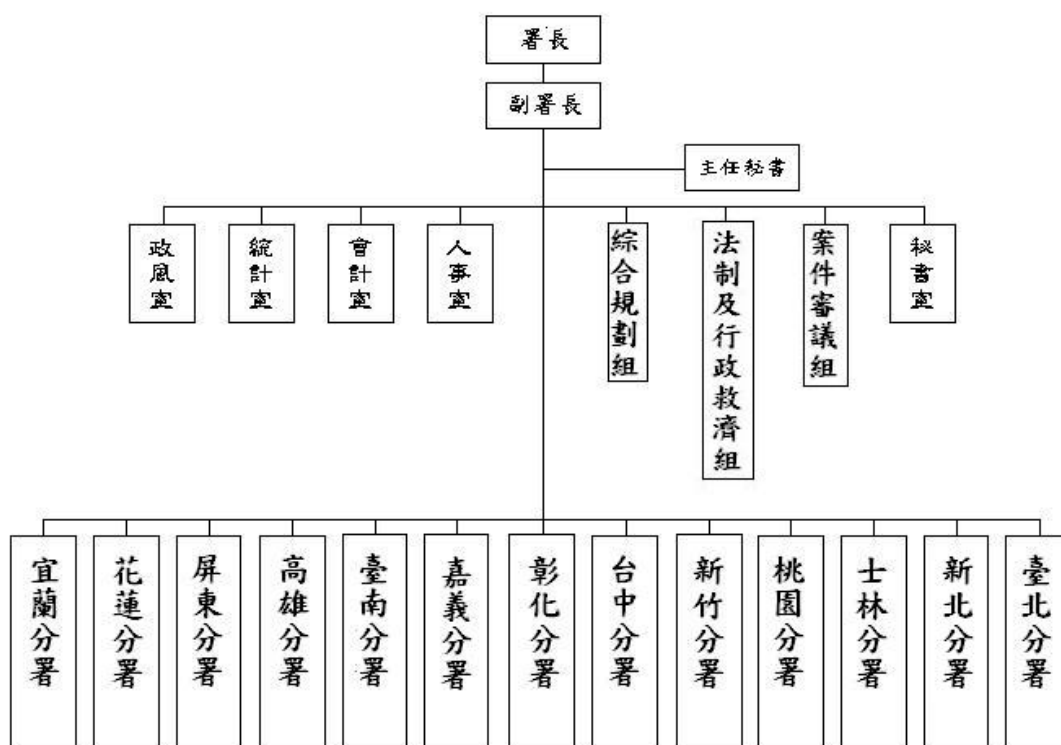 署長
副署長
主任秘書
政風室
統計室
會計室
人事室
綜合規劃組
法制及行政救濟組
案件審議組
秘書室
宜蘭分署
花蓮分署
屏東分署
高雄分署
臺南分署
嘉義分署
彰化分署
台中分署
新竹分署
桃園分署
士林分署
新北分署
臺北分署